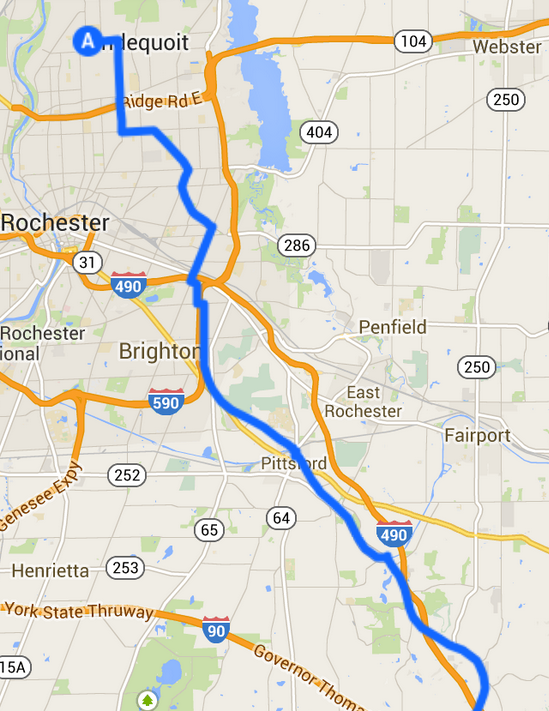 A
ndequoit
104
Webster
Ridge Rd E
250
404
Rochester
286
31
490
Rochester
ional
Penfield
Brighton
250
590
East
Rochester
Fairport
Pittsford
252
Genesee Expy
65
64
490
Henrietta
253
York State Thruway
90
Governor Thoma
15A